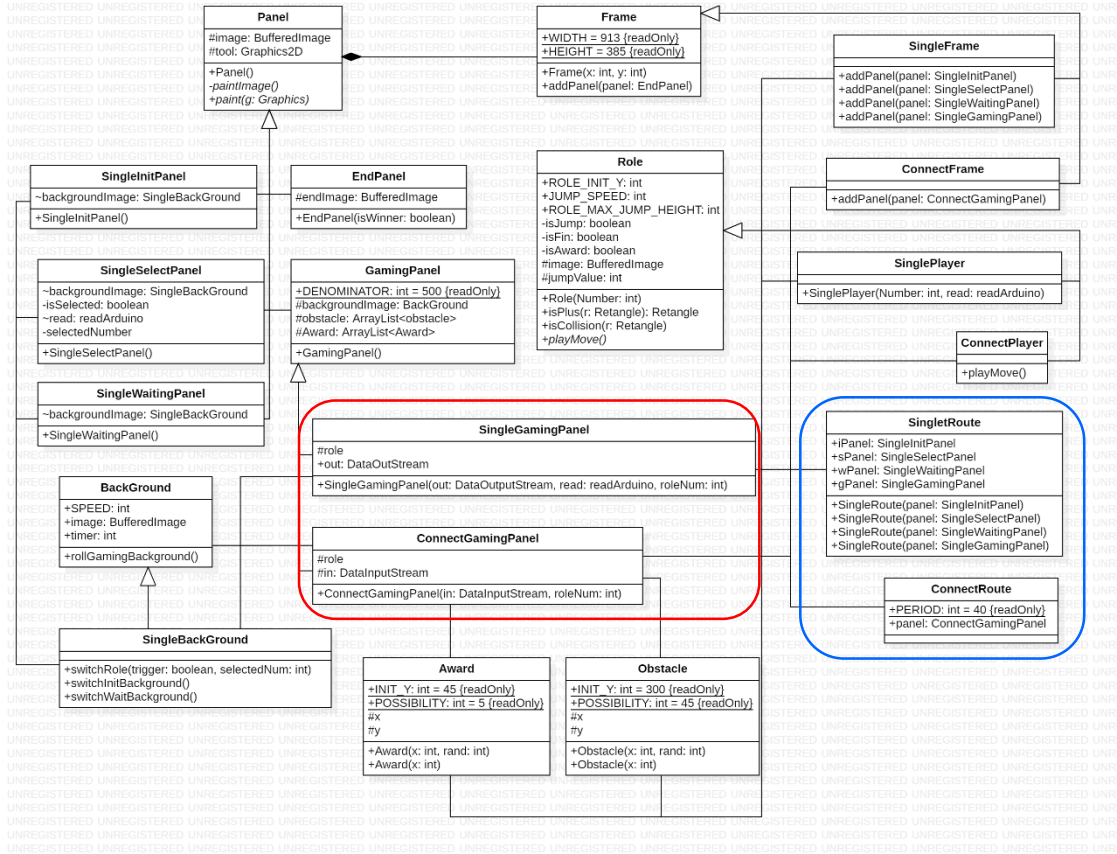 Panel
#image: BufferedImage
#tool: Graphics2D
+Panel()
-paintImage()
+paint(g: Graphics)
Frame
+WIDTH = 913 {readOnly}
+HEIGHT = 385 {readOnly}
+Frame(x: int, y: int)
+addPanel(panel: EndPanel)
SingleFrame
+addPanel(panel: SingleInitPanel)
+addPanel(panel: SingleSelectPanel)
+addPanel(panel: SingleWaitingPanel)
+addPanel(panel: SingleGamingPanel)
SingleInitPanel
~backgroundImage: SingleBackGround
+SingleInitPanel()
EndPanel
#endImage: BufferedImage
+EndPanel(isWinner: boolean)
Role
+ROLE_INIT_Y: int
+JUMP_SPEED: int
+ROLE_MAX_JUMP_HEIGHT: int
-isJump: boolean
-isFin: boolean
-isAward: boolean
#image: BufferedImage
#jumpValue: int
+Role(Number: int)
+isPlus(r: Retangle): Retangle
+isCollision(r: Retangle)
+playMove()
ConnectFrame
+addPanel(panel: ConnectGamingPanel)
SinglePlayer
+SinglePlayer(Number: int, read: readArduino)
ConnectPlayer
+playMove()
SingleSelectPanel
~backgroundImage: SingleBackGround
-isSelected: boolean
~read: readArduino
-selectedNumber
+SingleSelectPanel()
GamingPanel
+DENOMINATOR: int = 500 {readOnly}
#backgroundImage: BackGround
#obstacle: ArrayList<obstacle>
#Award: ArrayList<Award>
+GamingPanel()
SingleWaitingPanel
~backgroundImage: SingleBackGround
+SingleWaitingPanel()
SingleGamingPanel
#role
+out: DataOutStream
+SingleGamingPanel(out: DataOutputStream, read: readArduino, roleNum: int)
SingletRoute
+iPanel: SingleInitPanel
+sPanel: SingleSelectPanel
+wPanel: SingleWaitingPanel
+gPanel: SingleGamingPanel
+SingleRoute(panel: SingleInitPanel)
+SingleRoute(panel: SingleSelectPanel)
+SingleRoute(panel: SingleWaitingPanel)
+SingleRoute(panel: SingleGamingPanel)
BackGround
+SPEED: int
+image: BufferedImage
+timer: int
+rollGamingBackground()
ConnectGamingPanel
#role
#in: DataInputStream
+ConnectGamingPanel(in: DataInputStream, roleNum: int)
ConnectRoute
+PERIOD: int = 40 {readOnly}
+panel: ConnectGamingPanel
SingleBackGround
+switchRole(trigger: boolean, selectedNum: int)
+switchInitBackground()
+switchWaitBackground()
Award
+INIT_Y: int = 45 {readOnly}
+POSSIBILITY: int = 5 {readOnly}
#x
#y
+Award(x: int, rand: int)
+Award(x: int)
Obstacle
+INIT_Y: int = 300 {readOnly}
+POSSIBILITY: int = 45 {readOnly}
#x
#y
+Obstacle(x: int, rand: int)
+Obstacle(x: int)